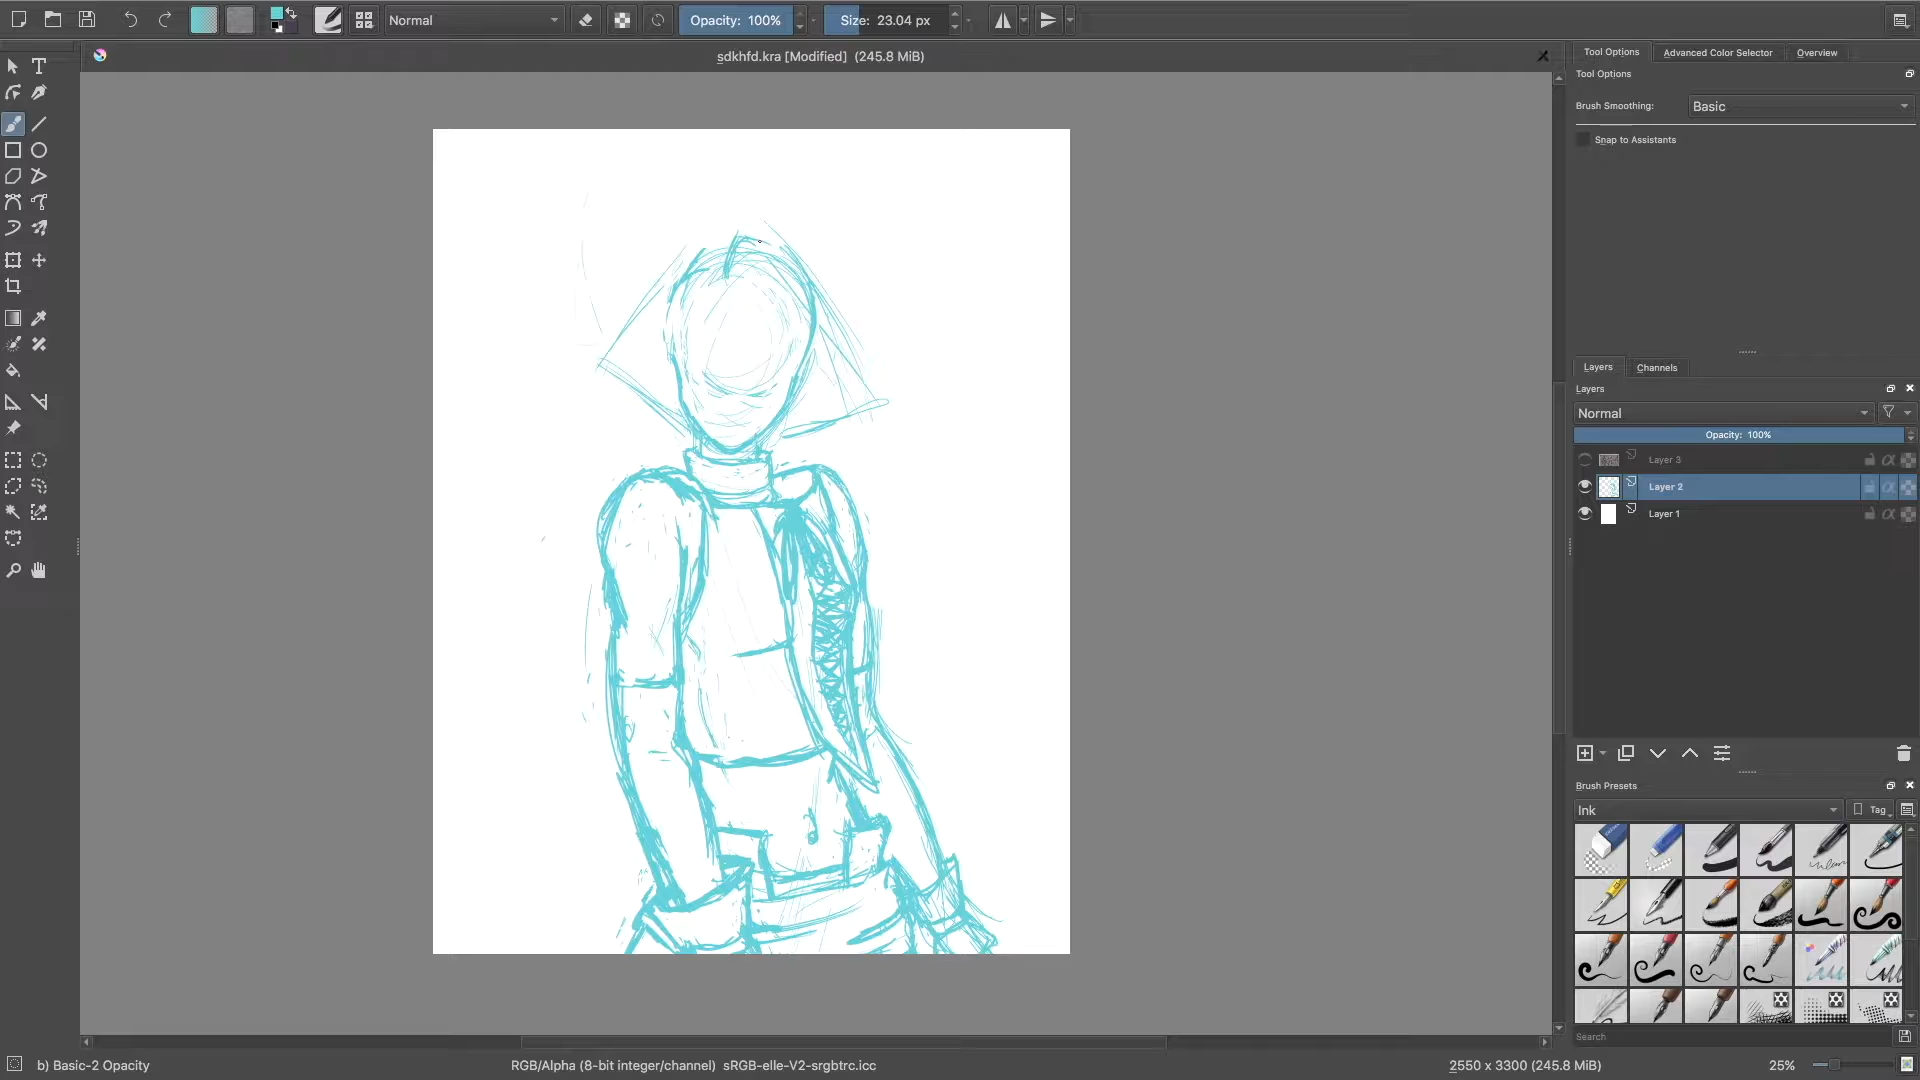 Normal
Opacity: 100%
Size: 23.04 px
sdkhfd.kra [Modified] (245.8 MiB)
Tool Options
Advanced Color Selector
Overview
Tool Options
Brush Smoothing:
Basic
Snap to Assistants
Layers
Channels
Layers
Normal
Opacity: 100%
Layer 3
Layer 2
Layer 1
Brush Presets
Ink
Tag
Search
b) Basic-2 Opacity
RGB/Alpha (8-bit integer/channel) sRGB-elle-V2-srgbtrc.icc
2550 x 3300 (245.8 MiB)
25%